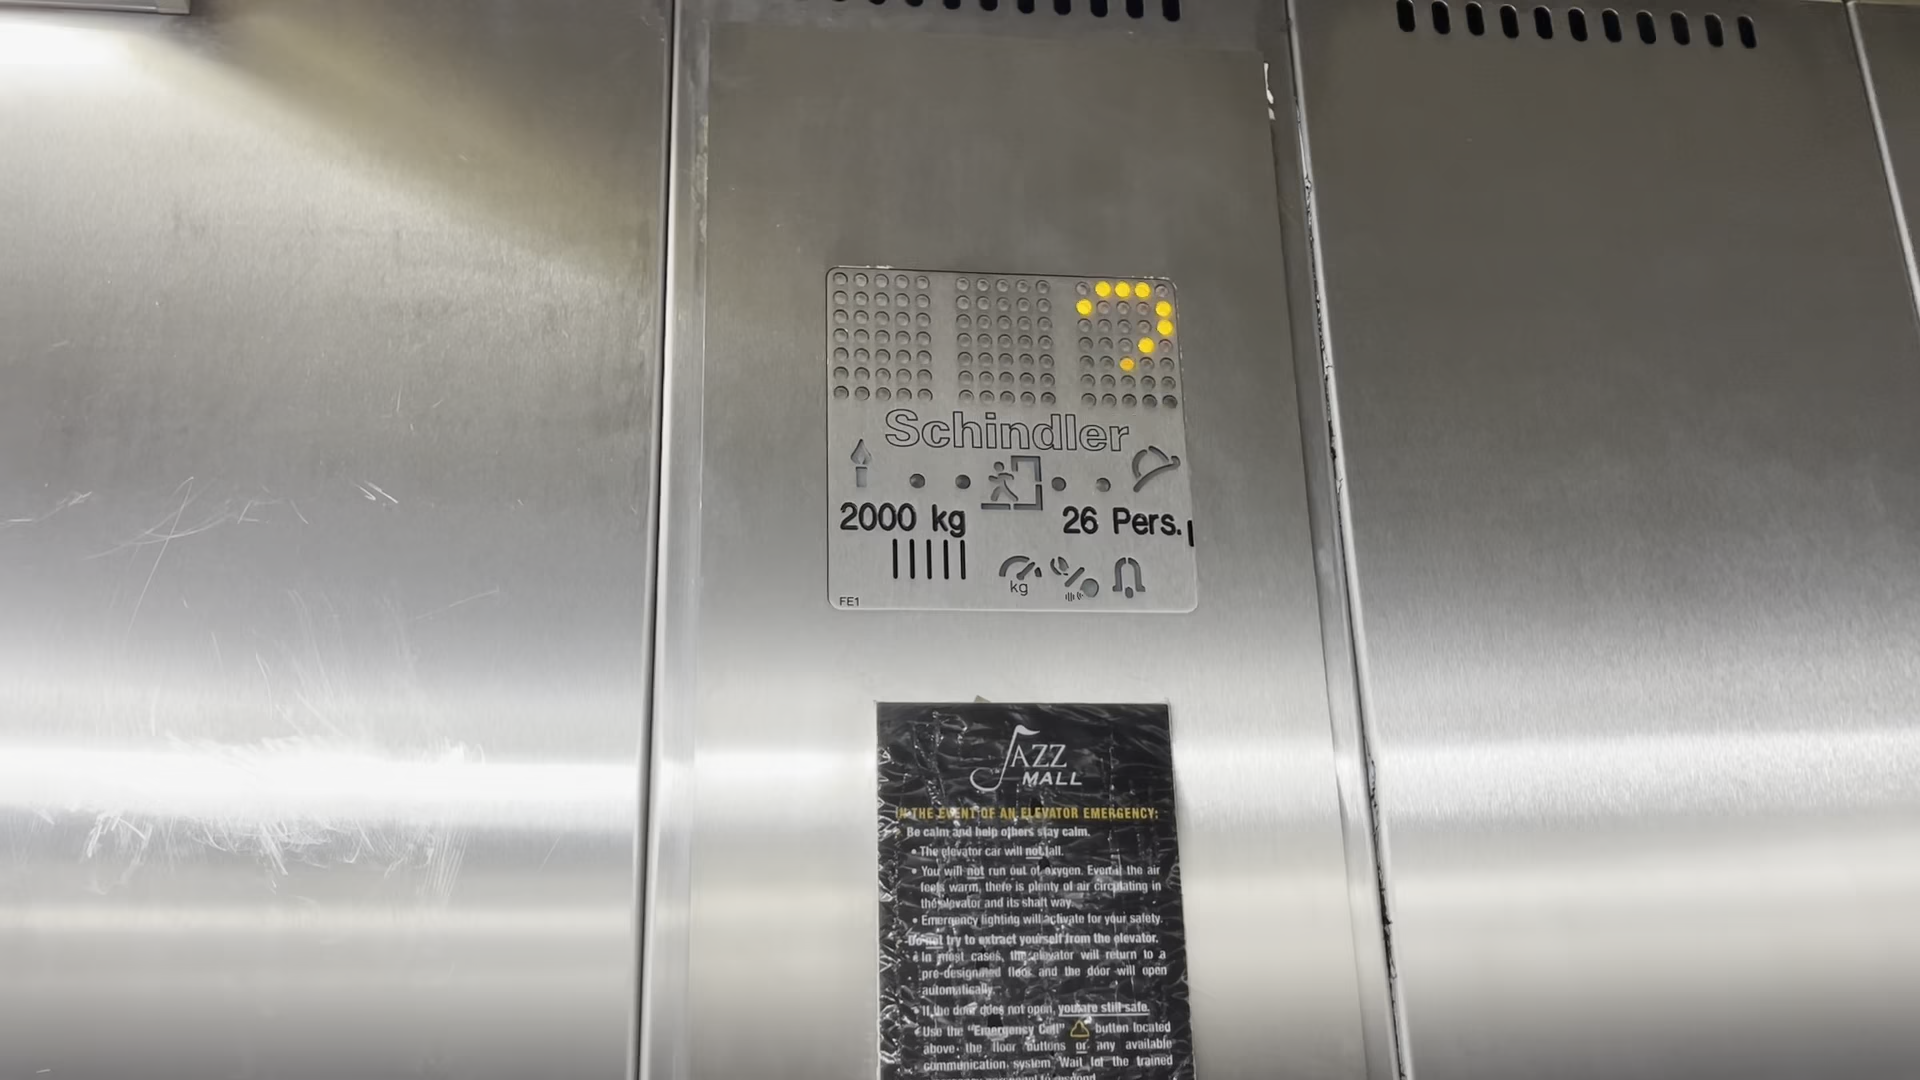 Schindler
2000 kg 26 Pers.
kg
FE1
JAZZ
MALL
IN THE EVENT OF AN ELEVATOR EMERGENCY:
Be calm and help others stay calm.
• The elevator car will not fall.
• You will not run out of oxygen. Even if the air
feels warm, there is plenty of air circulating in
the elevator and its shaft way.
• Emergency lighting will activate for your safety.
Do not try to extract yourself from the elevator.
• In most cases, the elevator will return to a
pre-designated floor and the door will open
automatically.
• If the door does not open, you are still safe.
• Use the "Emergency Call" button located
above the floor buttons or any available
communication system. Wait for the trained